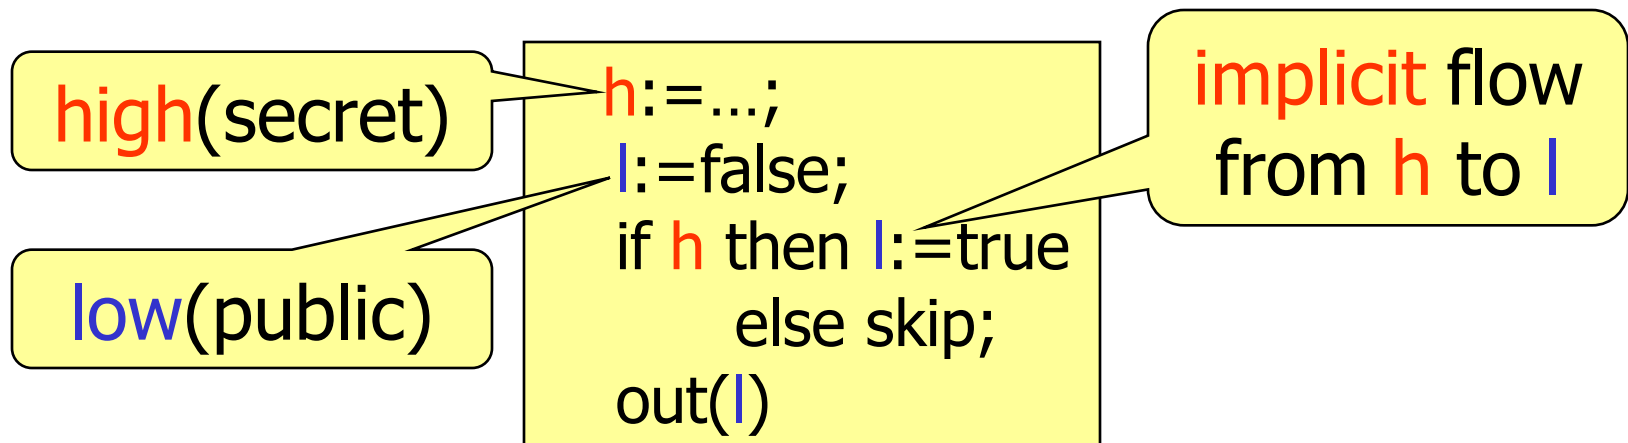 high(secret)
low(public)
h:=...;
l:=false;
if h then l:=true
else skip;
out(l)
implicit flow
from h to l